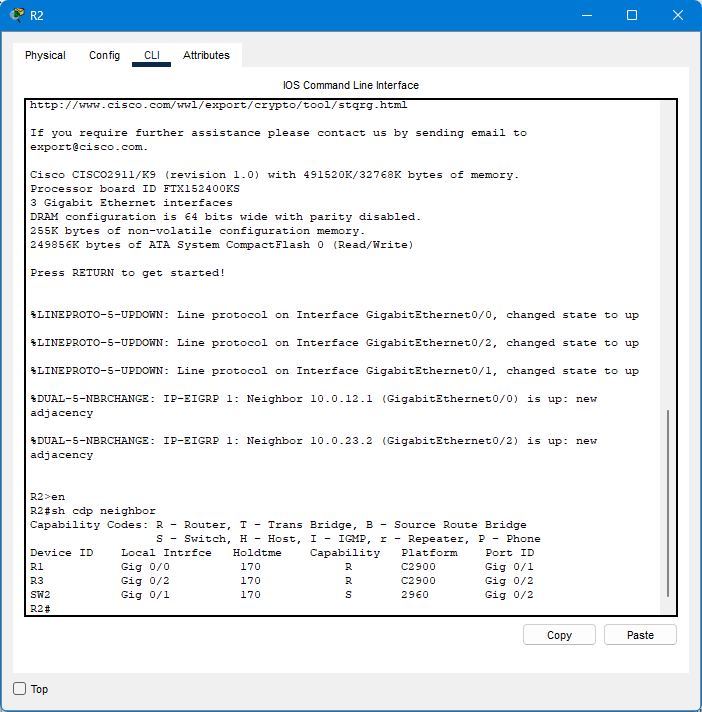 R2
Physical Config CLI Attributes
IOS Command Line Interface
http://www.cisco.com/wwl/export/crypto/tool/stqrg.html
If you require further assistance please contact us by sending email to
export@cisco.com.
Cisco CISCO2911/K9 (revision 1.0) with 491520K/32768K bytes of memory.
Processor board ID FTX152400KS
3 Gigabit Ethernet interfaces
DRAM configuration is 64 bits wide with parity disabled.
255K bytes of non-volatile configuration memory.
249856K bytes of ATA System CompactFlash 0 (Read/Write)
Press RETURN to get started!
%LINEPROTO-5-UPDOWN: Line protocol on Interface GigabitEthernet0/0, changed state to up
%LINEPROTO-5-UPDOWN: Line protocol on Interface GigabitEthernet0/2, changed state to up
%LINEPROTO-5-UPDOWN: Line protocol on Interface GigabitEthernet0/1, changed state to up
%DUAL-5-NBRCHANGE: IP-EIGRP 1: Neighbor 10.0.12.1 (GigabitEthernet0/0) is up: new
adjacency
%DUAL-5-NBRCHANGE: IP-EIGRP 1: Neighbor 10.0.23.2 (GigabitEthernet0/2) is up: new
adjacency
R2>en
R2#sh cdp neighbor
Capability Codes: R - Router, T - Trans Bridge, B - Source Route Bridge
S - Switch, H - Host, I - IGMP, r - Repeater, P - Phone
Device ID Local Intrfce Holdtme Capability Platform Port ID
R1 Gig 0/0 170 R C2900 Gig 0/1
R3 Gig 0/2 170 R C2900 Gig 0/2
SW2 Gig 0/1 170 S 2960 Gig 0/2
R2#
Copy Paste
Top